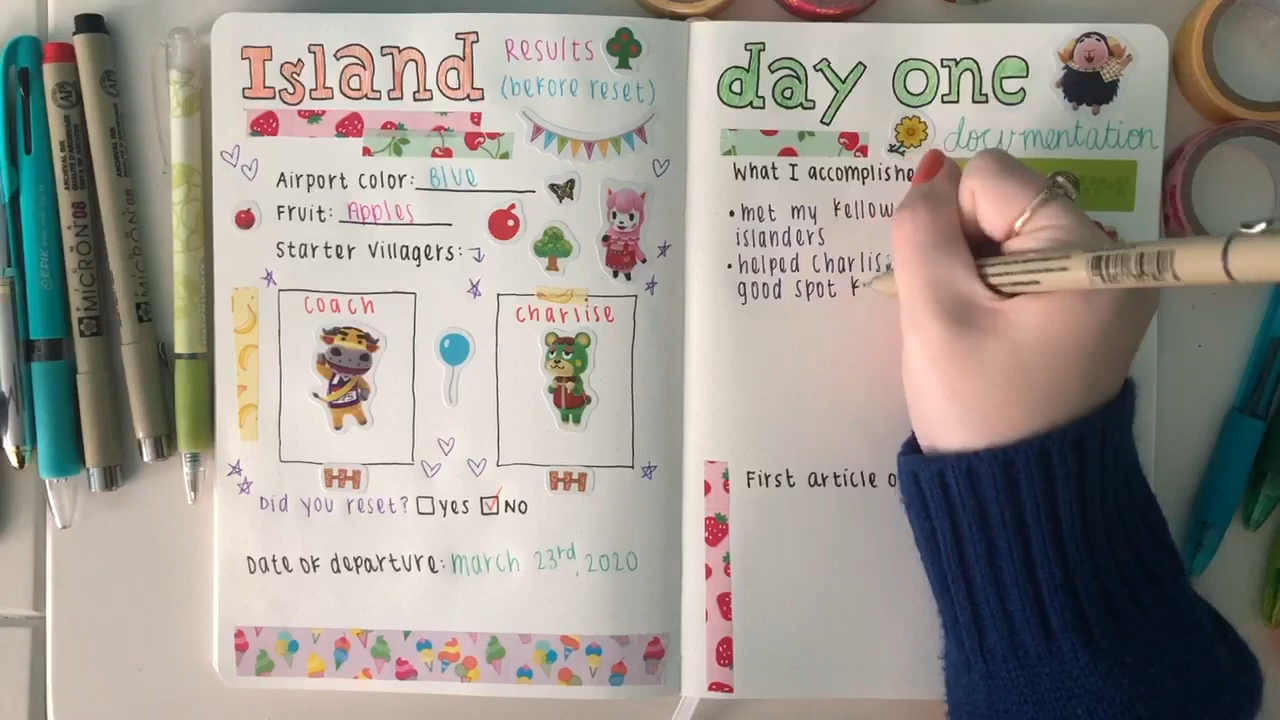 Island
Results
(before reset)
Airport color: Blue
Fruit: Apples
Starter Villagers:
coach
charlise
Did you reset? yes No
Date of departure: march 23rd, 2020
day one
documentation
What I accomplishe
• met my fellow
islanders
• helped Charlis
good spot
First article
MICRON 08
MICRON